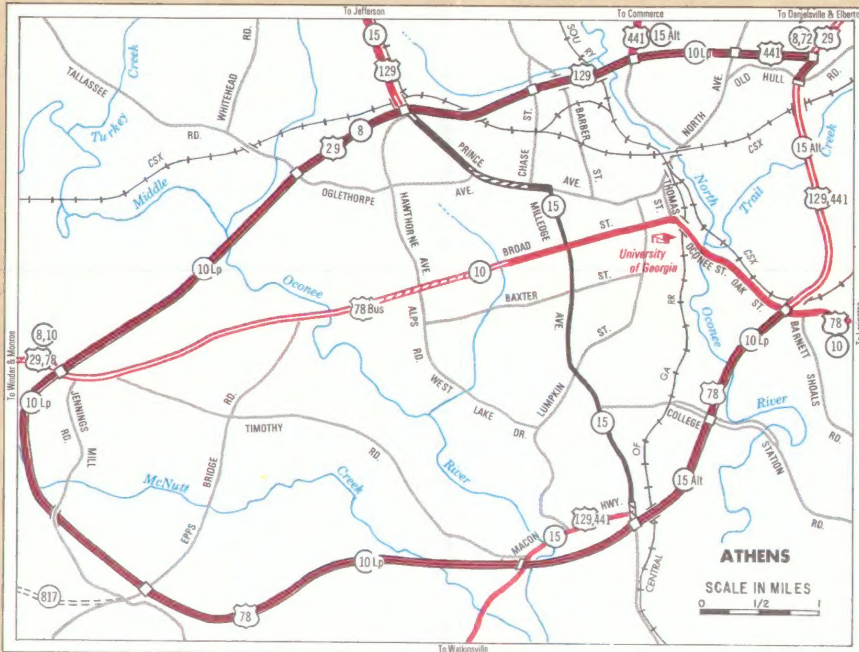 To Jefferson
To Commerce
To Danielsville & Elberto
15
129
441
15 Alt
8,72
29
TALLASSEE
RD.
WHITEHEAD
RD.
Turkey
Creek
SOU
RY
129
10 Lp
441
OLD HULL
RD.
NORTH
AVE.
8
29
CSX
CHASE
ST.
BARBER
ST.
CSX
15 Alt
Creek
Trail
North
129,441
Middle
RD.
OGLETHORPE
AVE.
PRINCE
AVE.
15
THOMAS
ST.
HAWTHORNE
AVE.
MILLEDGE
AVE.
BROAD
ST.
University
of Georgia
OCONEE ST.
OAK
ST.
CSX
10 Lp
Oconee
10
78 Bus
BAXTER
ST.
ALPS
RD.
RR
Oconee
10 Lp
78
10
BARNETT
SHOALS
RD.
To Winder & Monroe
8,10
29,78
10 Lp
JENNINGS
MILL
RD.
RD.
TIMOTHY
RD.
WEST
LAKE
DR.
LUMPKIN
ST.
GA
78
River
COLLEGE
STATION
RD.
15
OF
15 Alt
McNutt
Creek
BRIDGE
EPPS
River
129,441
HWY.
15
MACON
CENTRAL
10 Lp
817
78
ATHENS
SCALE IN MILES
0 1/2 1
To Watkinsville